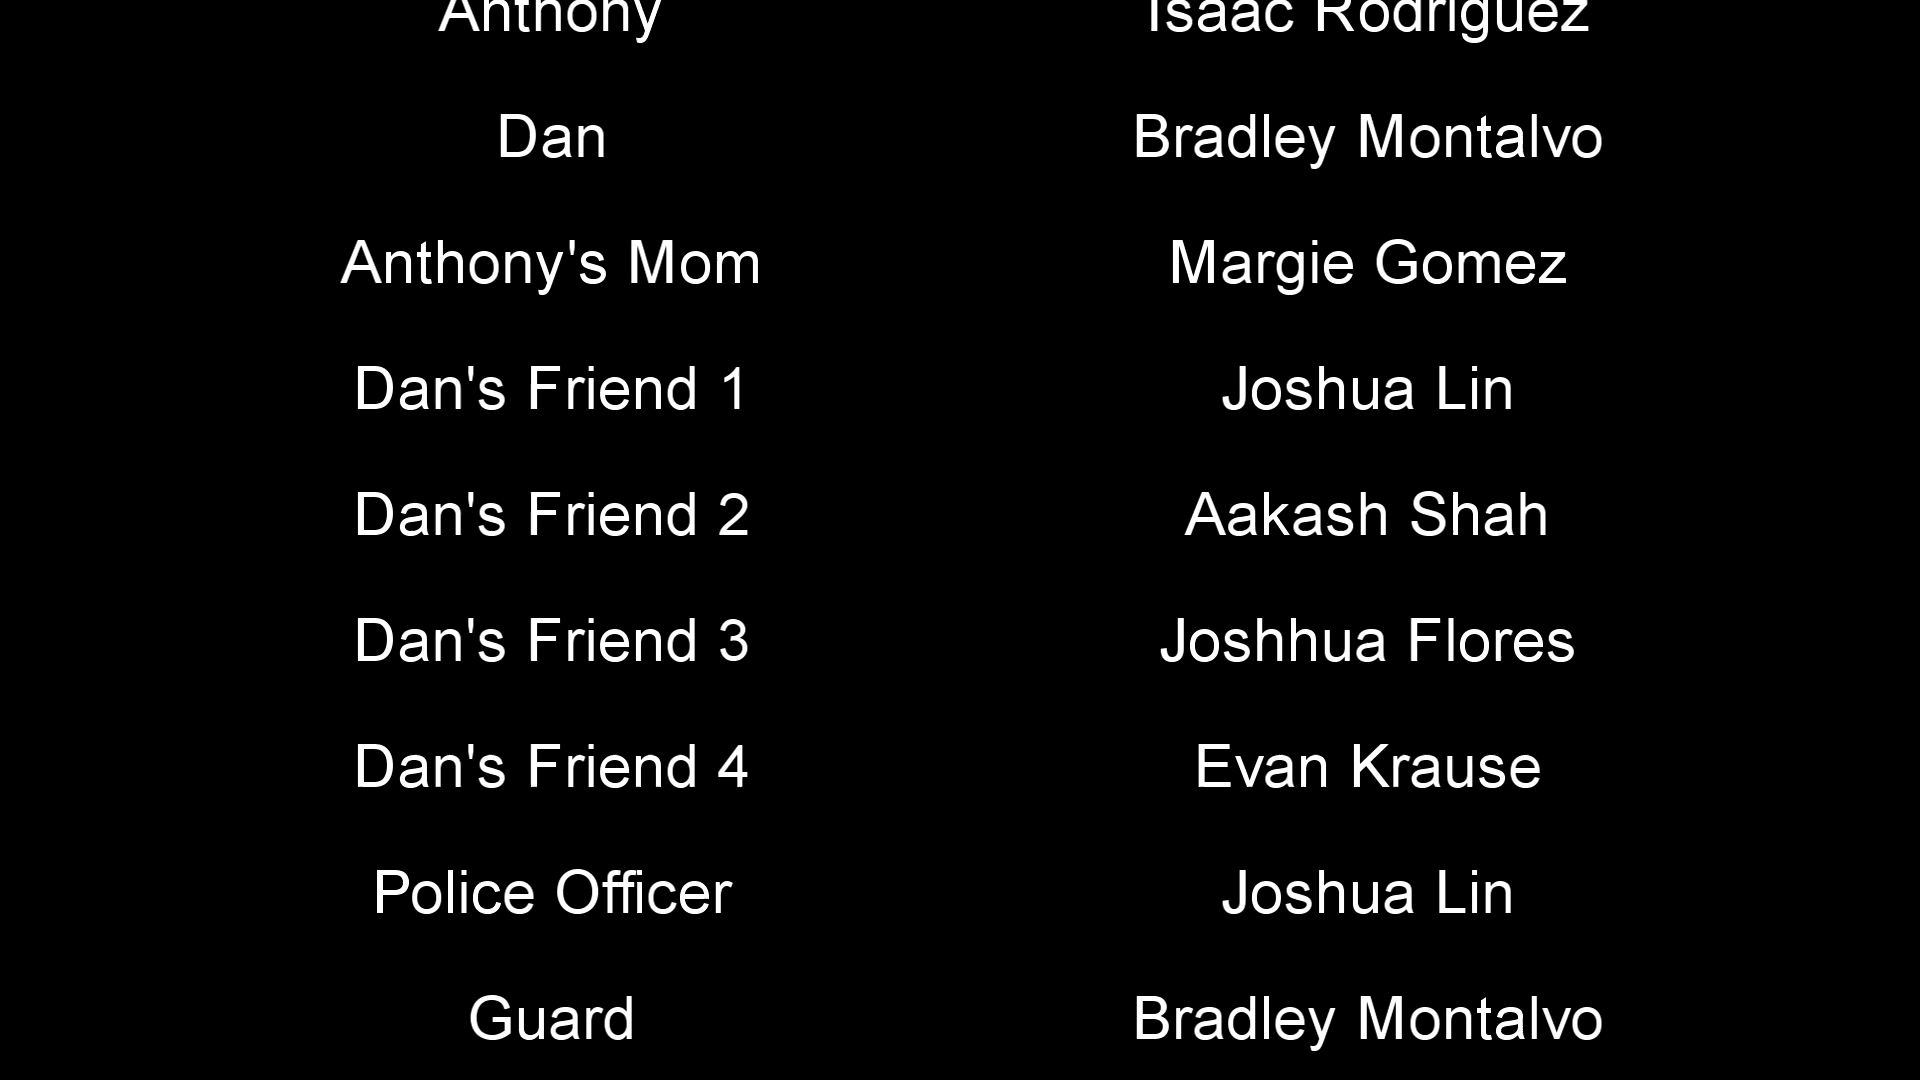 Anthony Isaac Rodriguez
Dan Bradley Montalvo
Anthony's Mom Margie Gomez
Dan's Friend 1 Joshua Lin
Dan's Friend 2 Aakash Shah
Dan's Friend 3 Joshhua Flores
Dan's Friend 4 Evan Krause
Police Officer Joshua Lin
Guard Bradley Montalvo